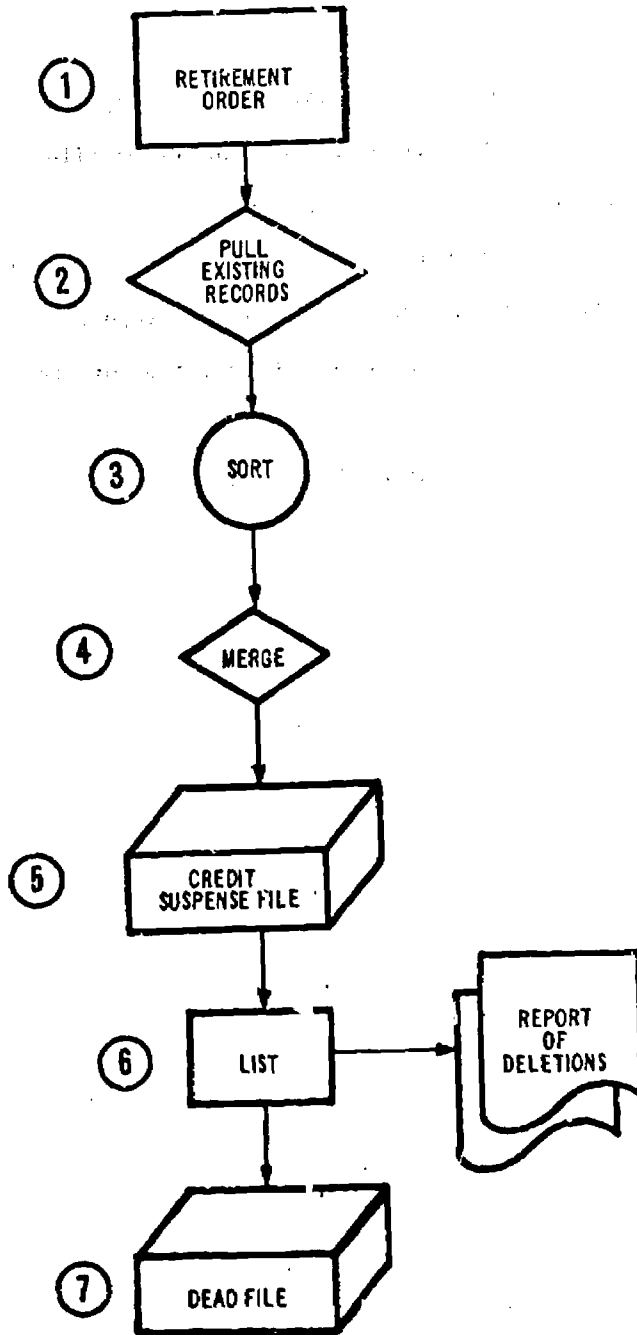 1
RETIREMENT
ORDER
2
PULL
EXISTING
RECORDS
3
SORT
4
MERGE
5
CREDIT
SUSPENSE FILE
6
LIST
REPORT
OF
DELETIONS
7
DEAD FILE